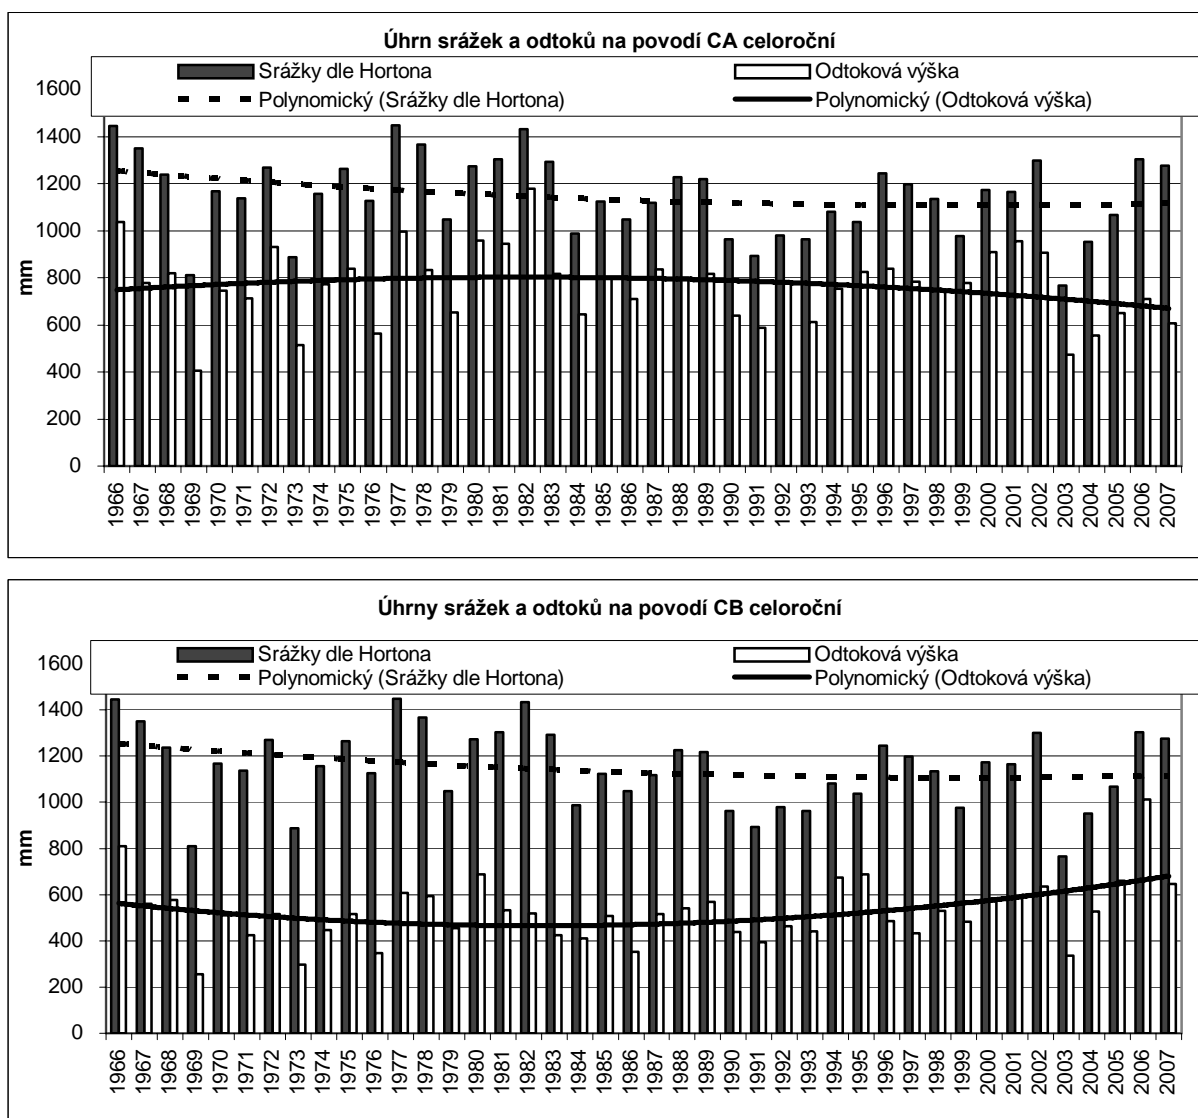 Úhrn srážek a odtoků na povodí CA celoroční
Srážky dle Hortona Odtoková výška
Polynomický (Srážky dle Hortona) Polynomický (Odtoková výška)
1600
1400
1200
1000
800
600
400
200
0
mm
1966 1967 1968 1969 1970 1971 1972 1973 1974 1975 1976 1977 1978 1979 1980 1981 1982 1983 1984 1985 1986 1987 1988 1989 1990 1991 1992 1993 1994 1995 1996 1997 1998 1999 2000 2001 2002 2003 2004 2005 2006 2007
Úhrny srážek a odtoků na povodí CB celoroční
Srážky dle Hortona Odtoková výška
Polynomický (Srážky dle Hortona) Polynomický (Odtoková výška)
1600
1400
1200
1000
800
600
400
200
0
mm
1966 1967 1968 1969 1970 1971 1972 1973 1974 1975 1976 1977 1978 1979 1980 1981 1982 1983 1984 1985 1986 1987 1988 1989 1990 1991 1992 1993 1994 1995 1996 1997 1998 1999 2000 2001 2002 2003 2004 2005 2006 2007